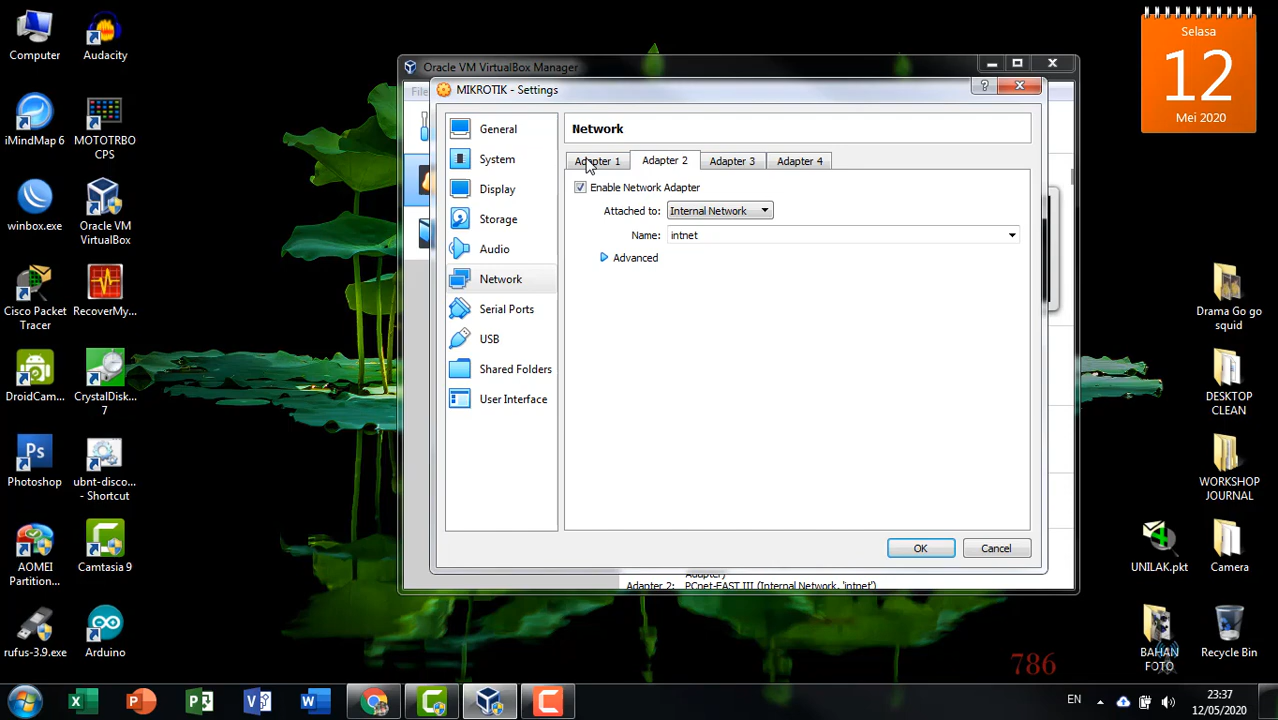 Computer
Audacity
iMindMap 6
MOTOTRBO
CPS
winbox.exe
Oracle VM
VirtualBox
Cisco Packet
Tracer
RecoverMy...
DroidCam...
CrystalDisk...
7
Photoshop
ubnt-disco...
- Shortcut
AOMEI
Partition...
Camtasia 9
rufus-3.9.exe
Arduino
Oracle VM VirtualBox Manager
File
MIKROTIK - Settings
General
System
Display
Storage
Audio
Network
Serial Ports
USB
Shared Folders
User Interface
Network
Adapter 1
Adapter 2
Adapter 3
Adapter 4
Enable Network Adapter
Attached to:
Internal Network
Name:
intnet
Advanced
OK
Cancel
Adapter)
Adapter 2:
PCnet-FAST III (Internal Network, 'intnet')
Selasa
12
Mei 2020
Drama Go go
squid
DESKTOP
CLEAN
WORKSHOP
JOURNAL
UNILAK.pkt
Camera
BAHAN
FOTO
Recycle Bin
786
EN
23:37
12/05/2020